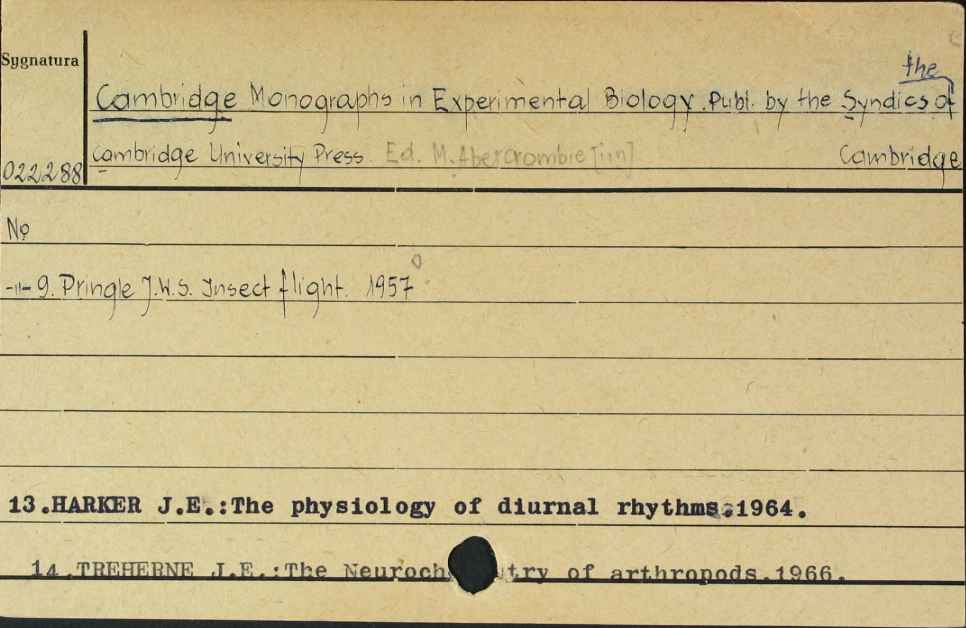 Sygnatura
the
Cambridge Monographs in Experimental Biology. Publ. by the Syndics of
Cambridge University Press. Ed. M. Abercrombie [iin] Cambridge
022288
No
-"- 9. Pringle J.W.S. Insect flight. 1957
13.HARKER J.E.:The physiology of diurnal rhythms.1964.
14.TREHERNE J.E.:The try of arthropods.1966.